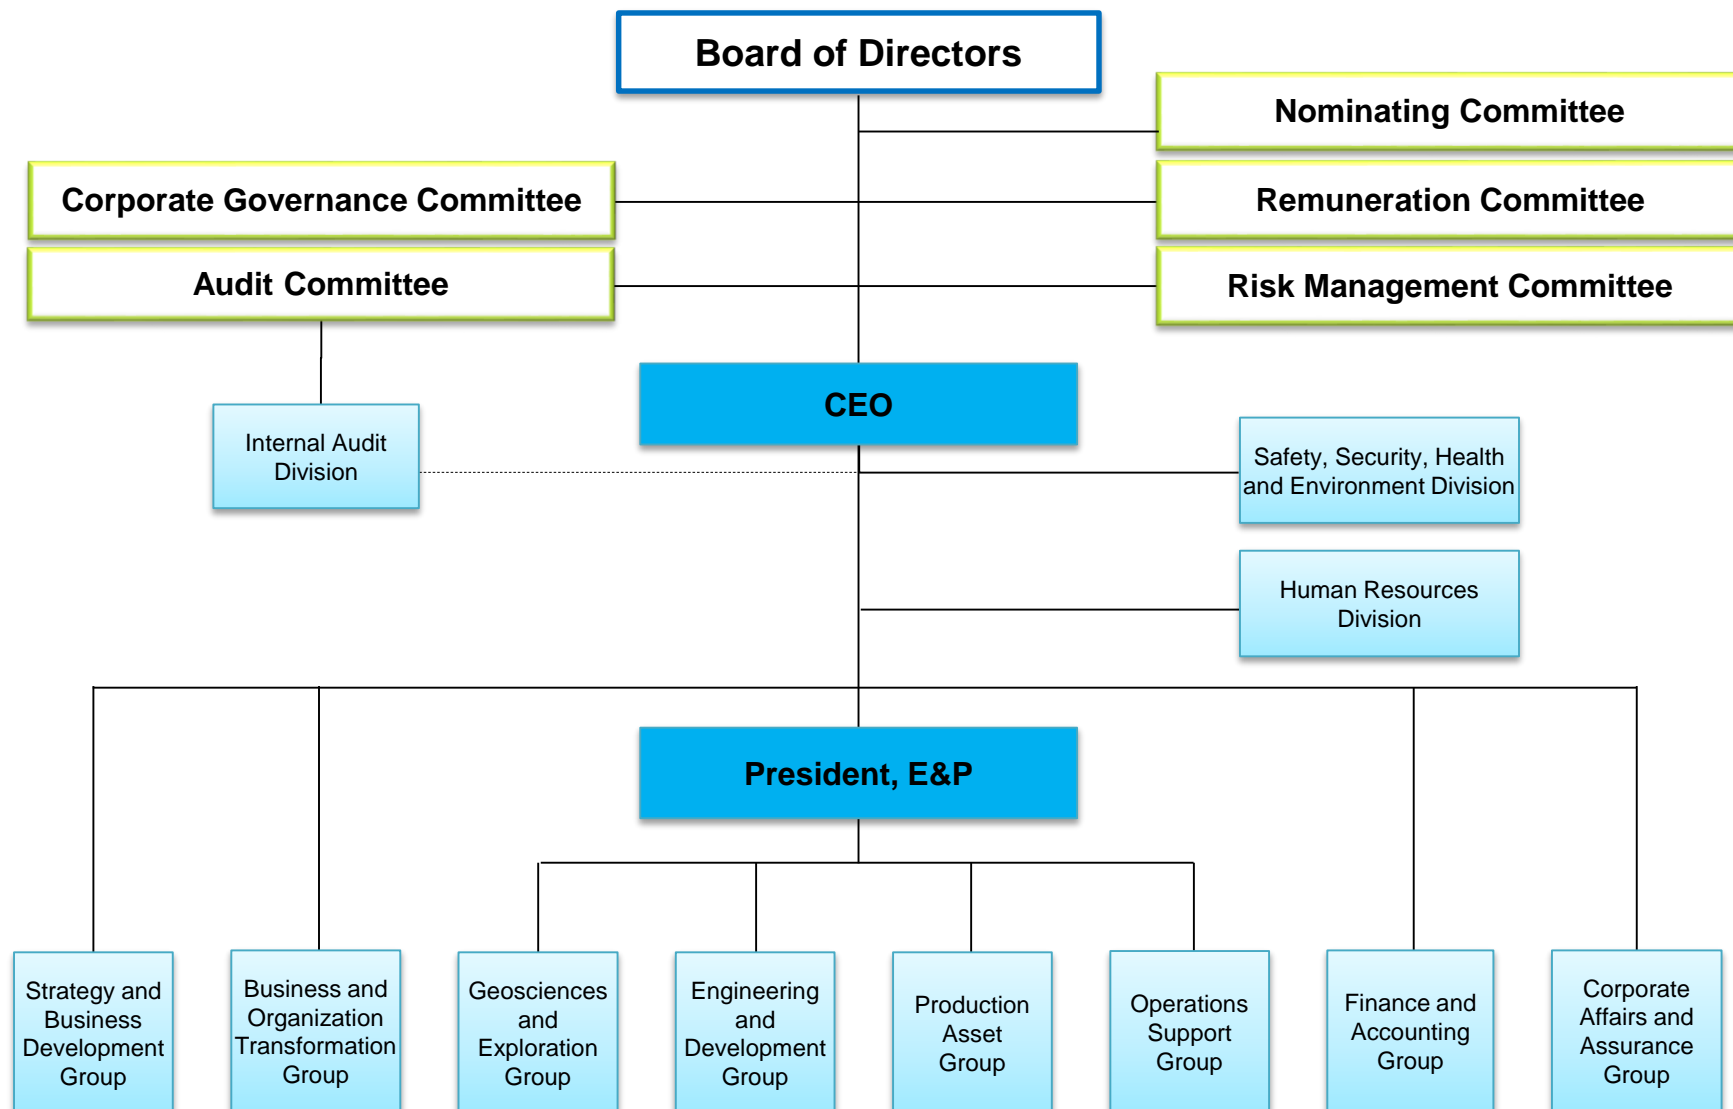 Board of Directors
Nominating Committee
Corporate Governance Committee
Remuneration Committee
Audit Committee
Risk Management Committee
CEO
Internal Audit
Division
Safety, Security, Health
and Environment Division
Human Resources
Division
President, E&P
Strategy and
Business
Development
Group
Business and
Organization
Transformation
Group
Geosciences
and
Exploration
Group
Engineering
and
Development
Group
Production
Asset
Group
Operations
Support
Group
Finance and
Accounting
Group
Corporate
Affairs and
Assurance
Group